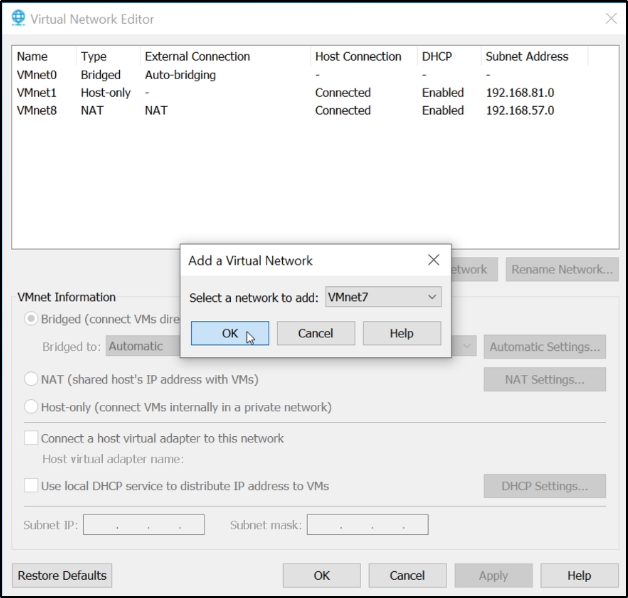 Virtual Network Editor
Name Type External Connection Host Connection DHCP Subnet Address
VMnet0 Bridged Auto-bridging - - -
VMnet1 Host-only - Connected Enabled 192.168.81.0
VMnet8 NAT NAT Connected Enabled 192.168.57.0
Add a Virtual Network
Select a network to add: VMnet7
OK Cancel Help
Rename Network...
VMnet Information
Bridged (connect VMs
Bridged to: Automatic Automatic Settings...
NAT (shared host's IP address with VMs) NAT Settings...
Host-only (connect VMs internally in a private network)
Connect a host virtual adapter to this network
Host virtual adapter name:
Use local DHCP service to distribute IP address to VMs
DHCP Settings...
Subnet IP: . . . Subnet mask: . . .
Restore Defaults OK Cancel Apply Help